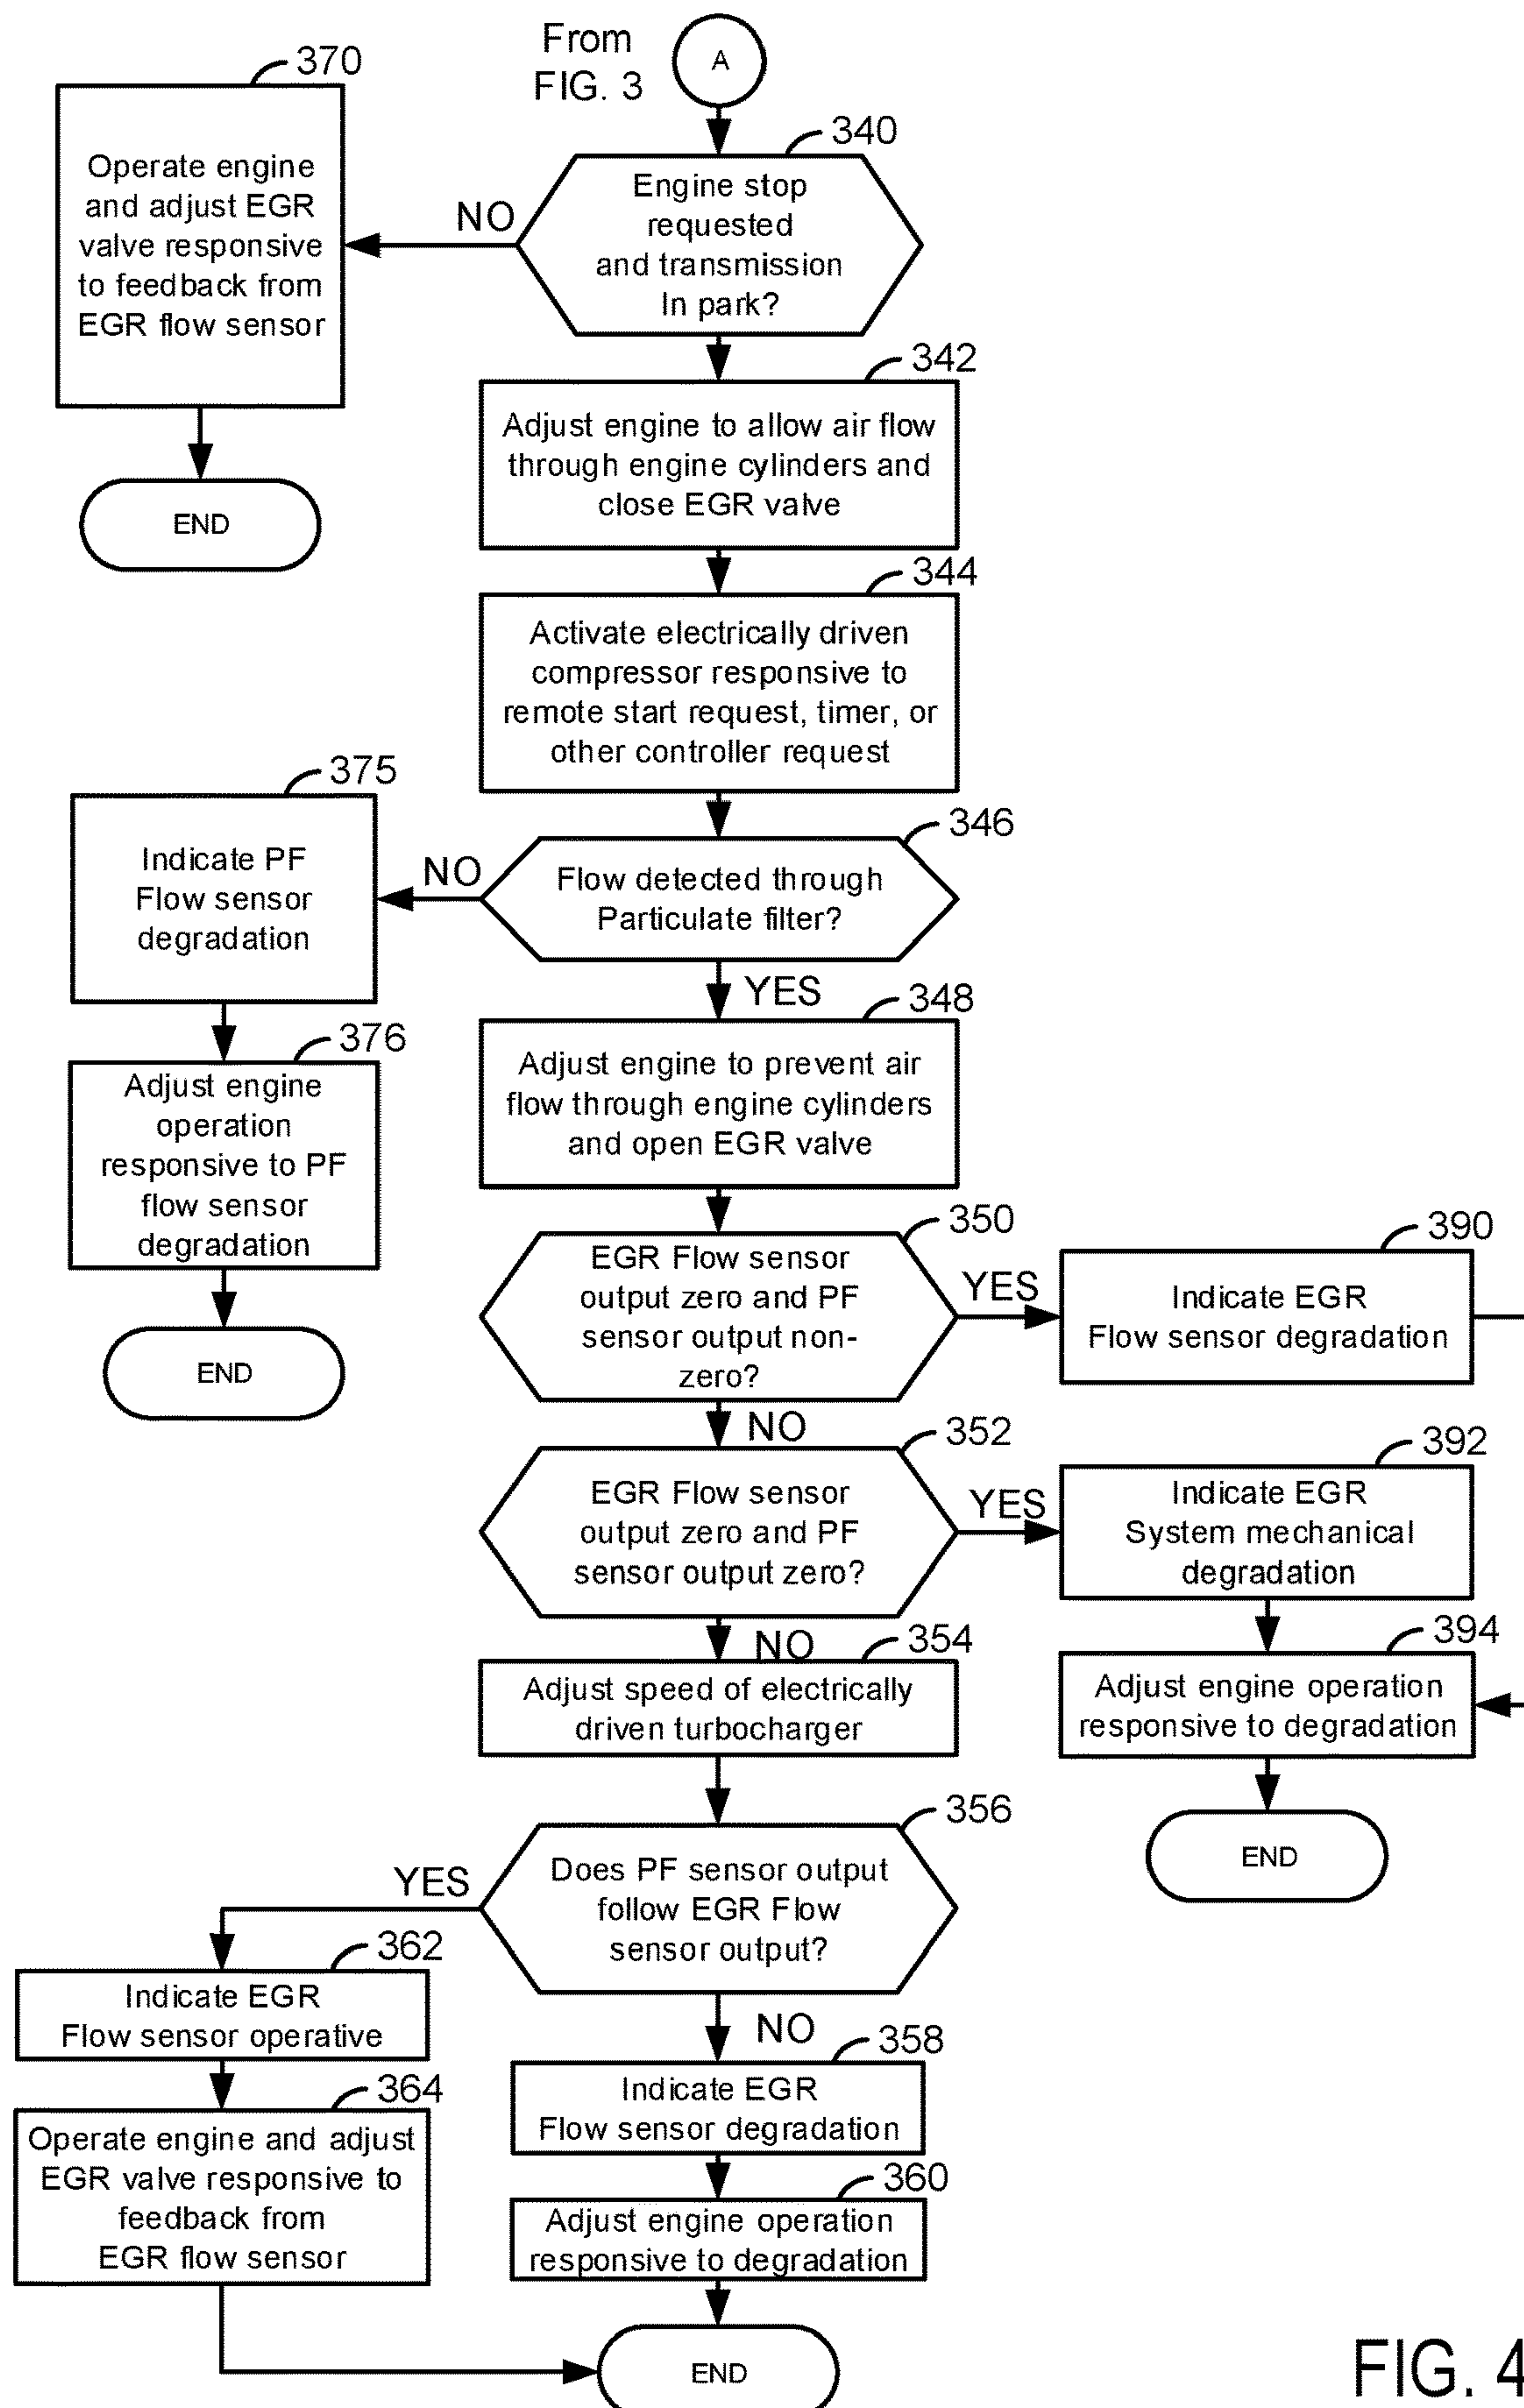 From
FIG. 3
A
340
Engine stop
requested
and transmission
In park?
NO
370
Operate engine
and adjust EGR
valve responsive
to feedback from
EGR flow sensor
END
342
Adjust engine to allow air flow
through engine cylinders and
close EGR valve
344
Activate electrically driven
compressor responsive to
remote start request, timer, or
other controller request
346
Flow detected through
Particulate filter?
NO
375
Indicate PF
Flow sensor
degradation
376
Adjust engine
operation
responsive to PF
flow sensor
degradation
END
YES
348
Adjust engine to prevent air
flow through engine cylinders
and open EGR valve
350
EGR Flow sensor
output zero and PF
sensor output non-
zero?
YES
390
Indicate EGR
Flow sensor degradation
NO
352
EGR Flow sensor
output zero and PF
sensor output zero?
YES
392
Indicate EGR
System mechanical
degradation
394
Adjust engine operation
responsive to degradation
END
NO
354
Adjust speed of electrically
driven turbocharger
356
Does PF sensor output
follow EGR Flow
sensor output?
YES
362
Indicate EGR
Flow sensor operative
364
Operate engine and adjust
EGR valve responsive to
feedback from
EGR flow sensor
NO
358
Indicate EGR
Flow sensor degradation
360
Adjust engine operation
responsive to degradation
END
FIG. 4